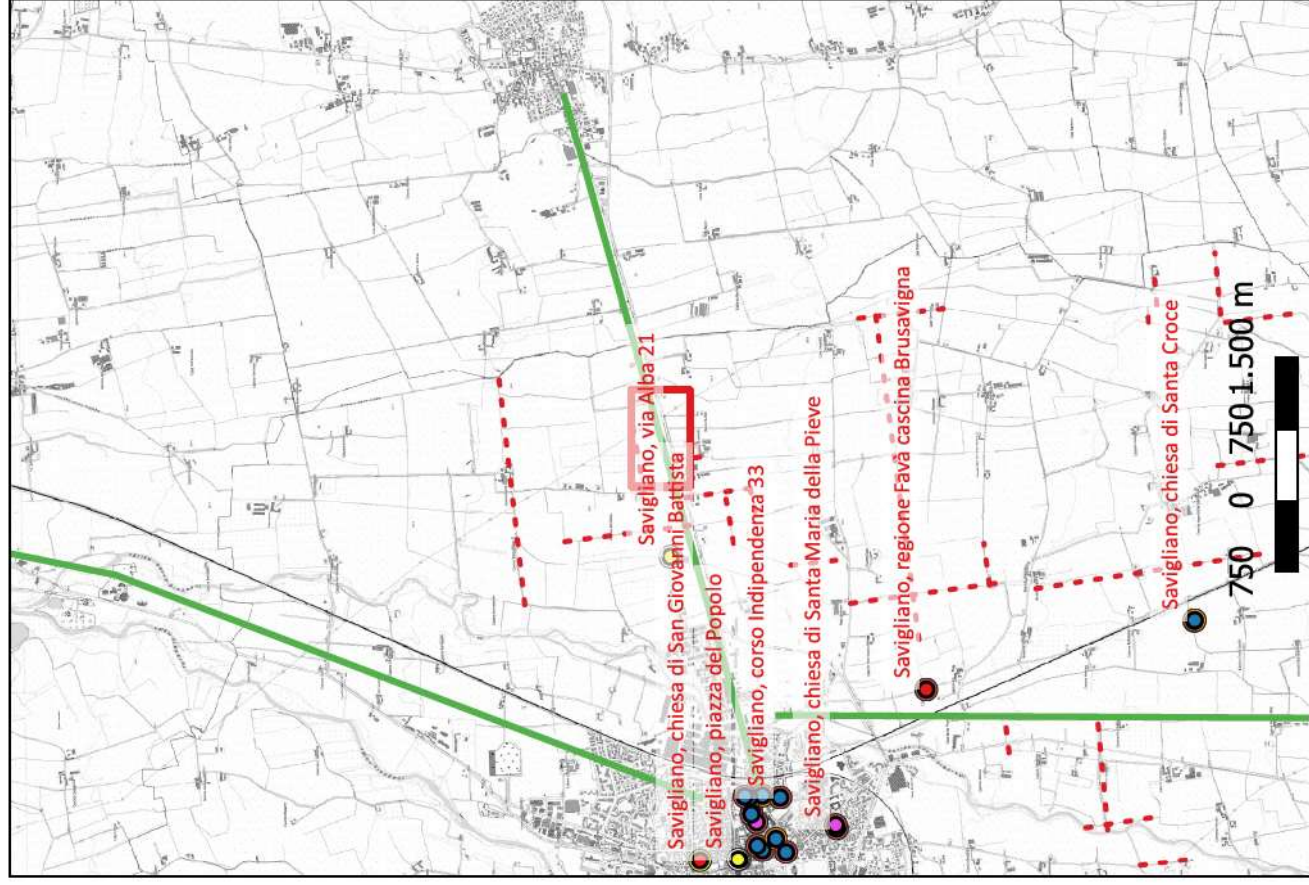 Savigliano, chiesa di San Giovanni Battista
Savigliano, via Alba 21
Savigliano, piazza del Popolo
Savigliano, corso Indipendenza 33
Savigliano, chiesa di Santa Maria della Pieve
Savigliano, regione Favà cascina Brusavigna
Savigliano, chiesa di Santa Croce
750 0 750 1.500 m